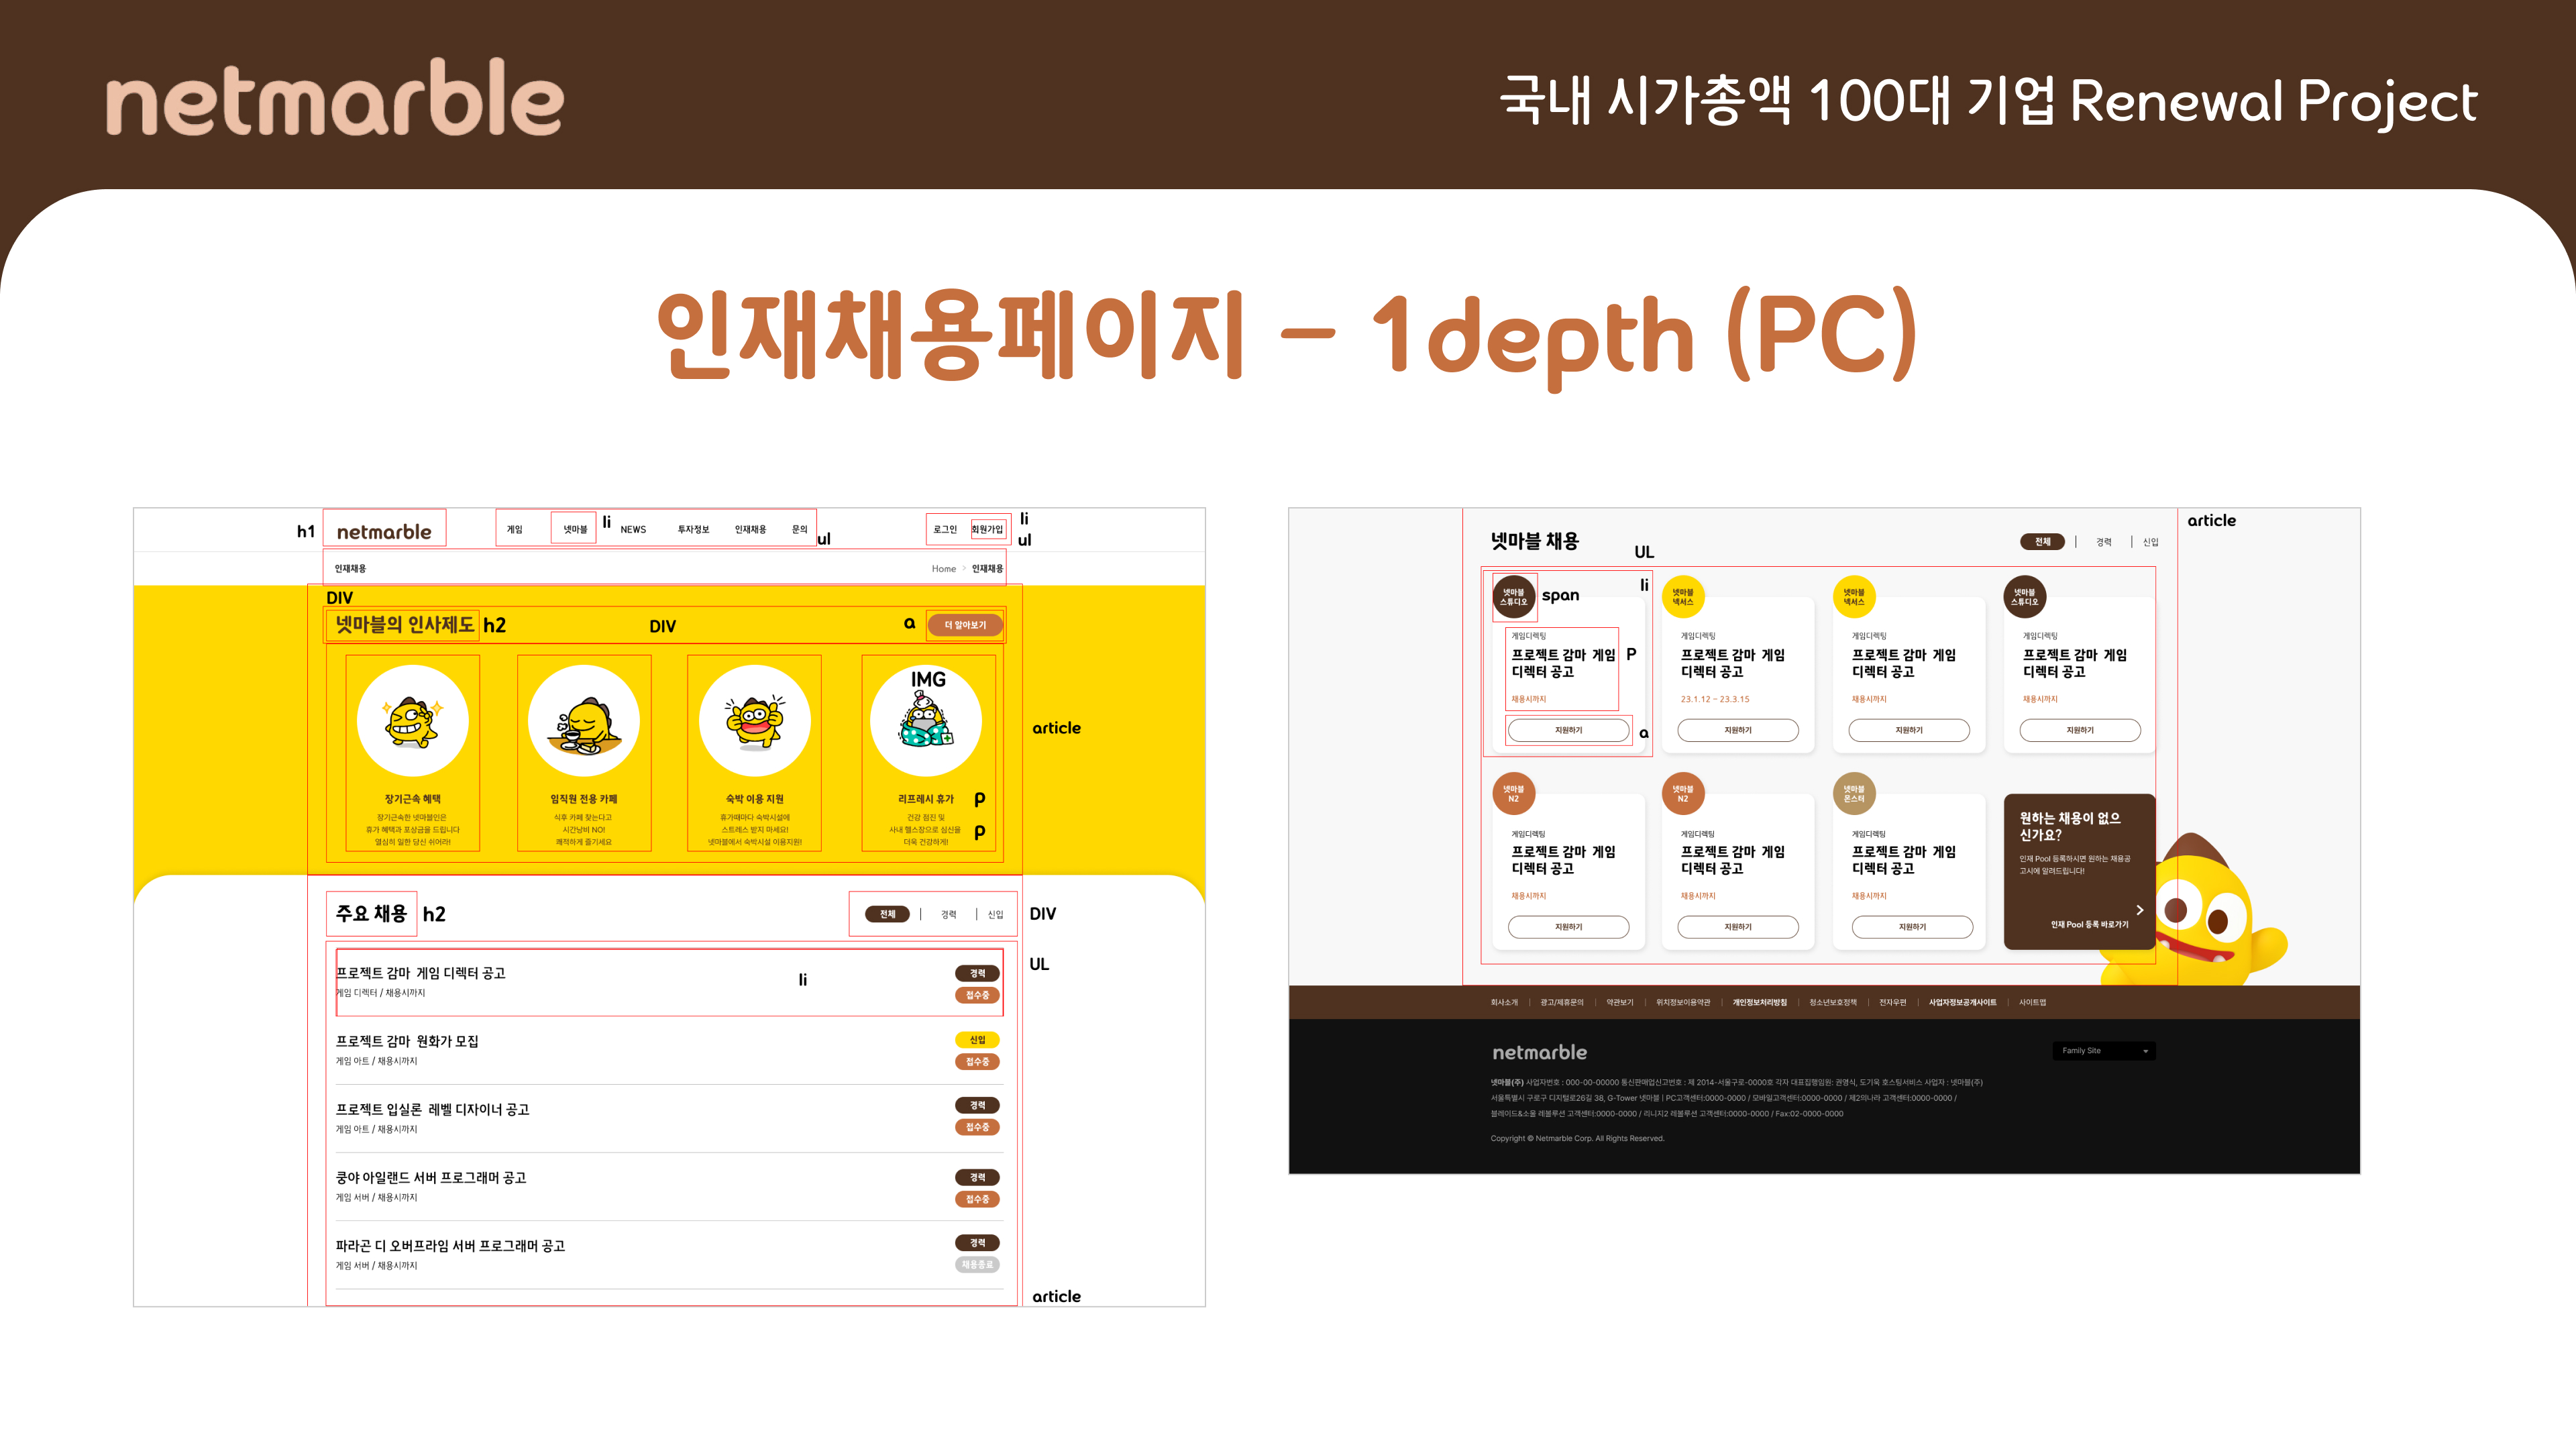 netmarble
국내 시가총액 100대 기업 Renewal Project
인재채용페이지 – 1depth (PC)
h1
netmarble
게임
넷마블
li
NEWS
투자정보
인재채용
문의
ul
로그인
회원가입
li
ul
인재채용
Home > 인재채용
DIV
넷마블의 인사제도
h2
DIV
a
더 알아보기
IMG
article
장기근속 혜택
장기근속한 넷마블인은
휴가 혜택과 포상금을 드립니다
열심히 일한 당신 쉬어라!
임직원 전용 카페
식후 카페 찾는다고
시간낭비 NO!
쾌적하게 즐기세요
숙박 이용 지원
휴가때마다 숙박시설에
스트레스 받지 마세요!
넷마블에서 숙박시설 이용지원!
리프레시 휴가
p
건강 점진 및
사내 헬스장으로 심신을
더욱 건강하게!
p
주요 채용
h2
전체
경력
신입
DIV
UL
프로젝트 감마 게임 디렉터 공고
게임 디렉터 / 채용시까지
li
경력
접수중
프로젝트 감마 원화가 모집
게임 아트 / 채용시까지
신입
접수중
프로젝트 입실론 레벨 디자이너 공고
게임 아트 / 채용시까지
경력
접수중
쿵야 아일랜드 서버 프로그래머 공고
게임 서버 / 채용시까지
경력
접수중
파라곤 디 오버프라임 서버 프로그래머 공고
게임 서버 / 채용시까지
경력
채용종료
article
article
넷마블 채용
UL
전체
경력
신입
넷마블
스튜디오
span
li
게임디렉팅
프로젝트 감마 게임
디렉터 공고
P
채용시까지
지원하기
a
넷마블
넥서스
게임디렉팅
프로젝트 감마 게임
디렉터 공고
23.1.12 ~ 23.3.15
지원하기
넷마블
넥서스
게임디렉팅
프로젝트 감마 게임
디렉터 공고
채용시까지
지원하기
넷마블
스튜디오
게임디렉팅
프로젝트 감마 게임
디렉터 공고
채용시까지
지원하기
넷마블
N2
게임디렉팅
프로젝트 감마 게임
디렉터 공고
채용시까지
지원하기
넷마블
N2
게임디렉팅
프로젝트 감마 게임
디렉터 공고
채용시까지
지원하기
넷마블
몬스터
게임디렉팅
프로젝트 감마 게임
디렉터 공고
채용시까지
지원하기
원하는 채용이 없으
신가요?
인재 Pool 등록하시면 원하는 채용공
고시에 알려드립니다!
인재 Pool 등록 바로가기
회사소개 | 광고/제휴문의 | 약관보기 | 위치정보이용약관 | 개인정보처리방침 | 청소년보호정책 | 전자우편 | 사업자정보공개사이트 | 사이트맵
netmarble
Family Site
넷마블(주) 사업자번호 : 000-00-00000 통신판매업신고번호 : 제 2014-서울구로-0000호 각자 대표집행임원: 권영식, 도기욱 호스팅서비스 사업자 : 넷마블(주)
서울특별시 구로구 디지털로26길 38, G-Tower 넷마블 | PC고객센터:0000-0000 / 모바일고객센터:0000-0000 / 제2의나라 고객센터:0000-0000 /
블레이드&소울 레볼루션 고객센터:0000-0000 / 리니지2 레볼루션 고객센터:0000-0000 / Fax:02-0000-0000
Copyright © Netmarble Corp. All Rights Reserved.